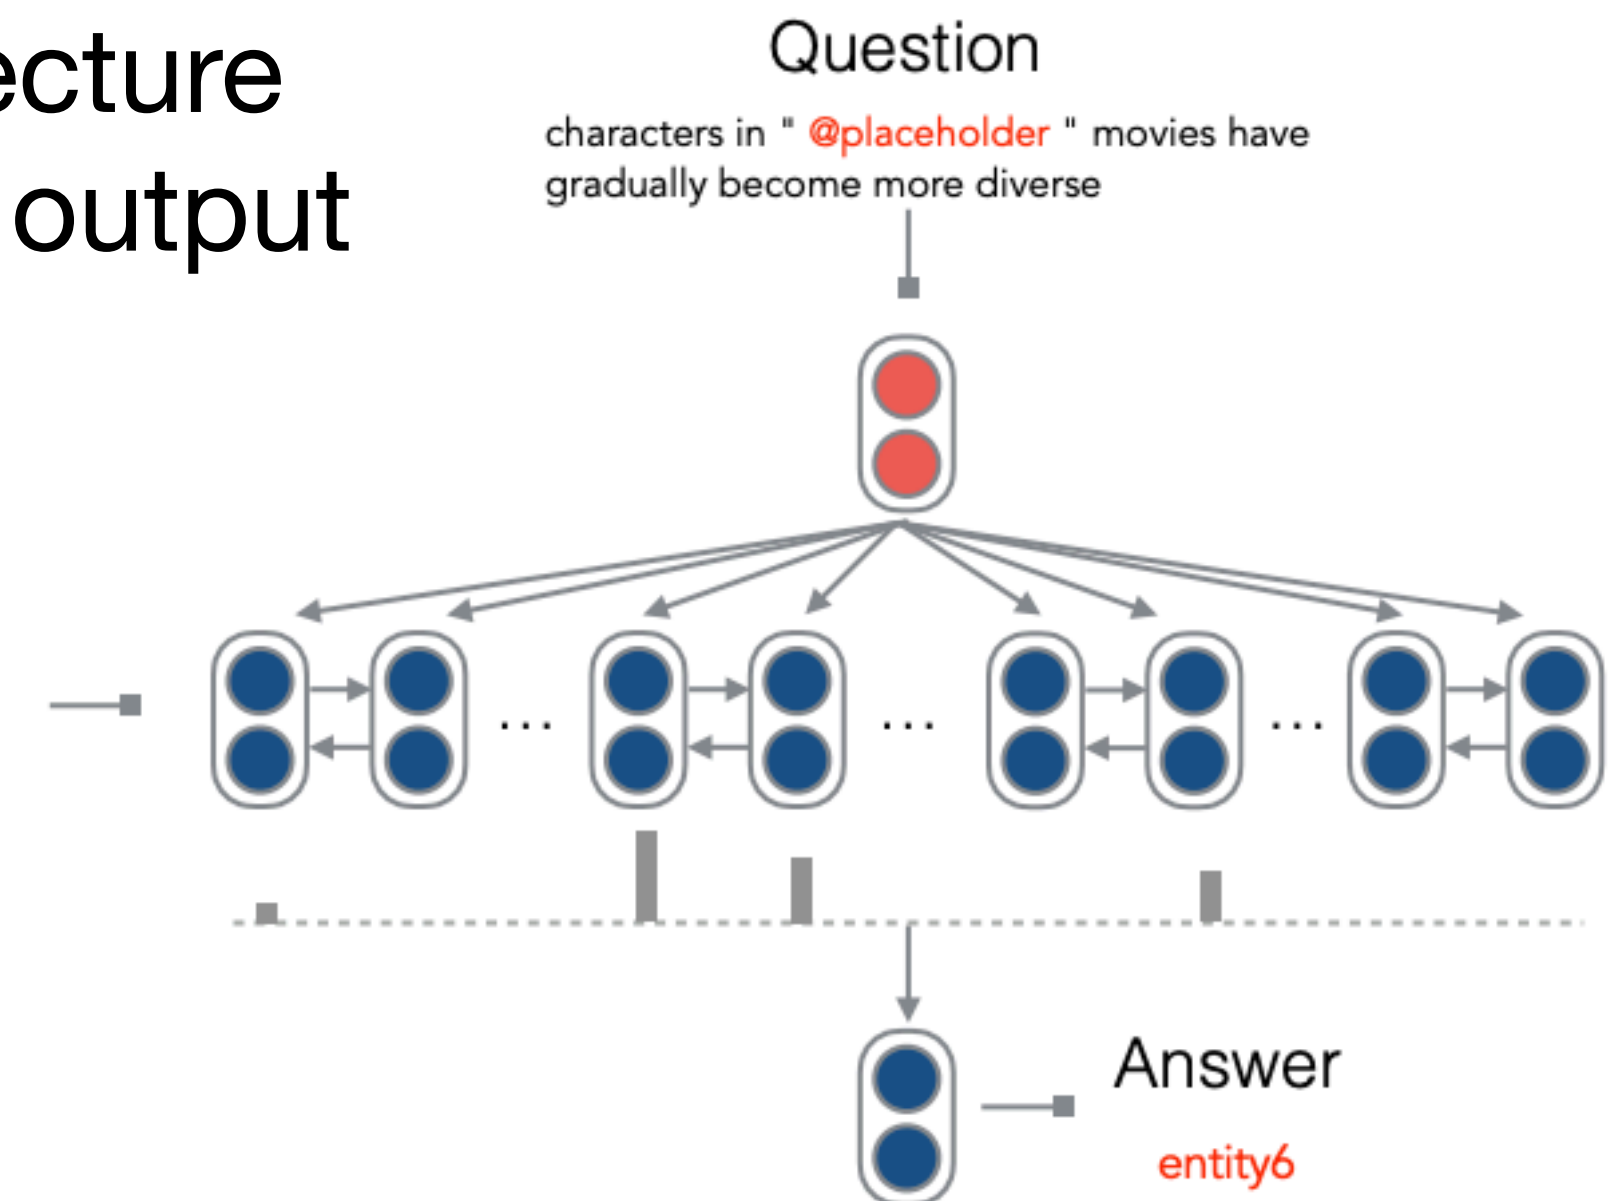 ecture
output
Question
characters in " @placeholder " movies have
gradually become more diverse
... ... ...
Answer
entity6